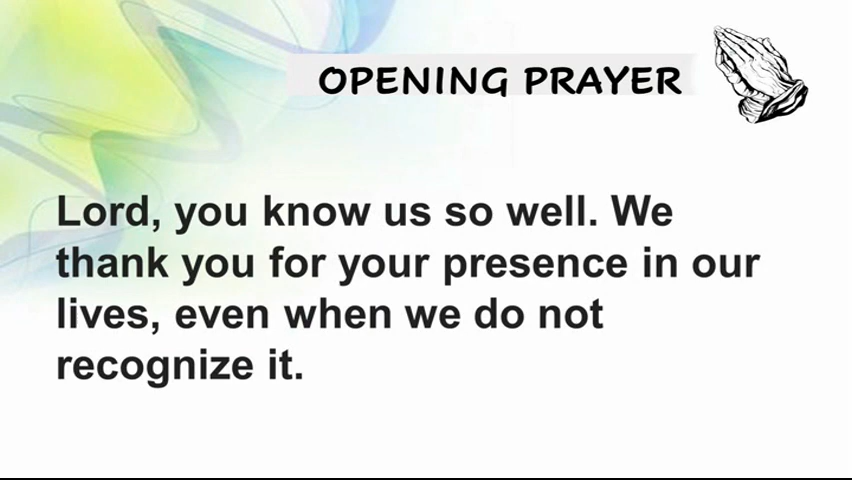 OPENING PRAYER
Lord, you know us so well. We
thank you for your presence in our
lives, even when we do not
recognize it.